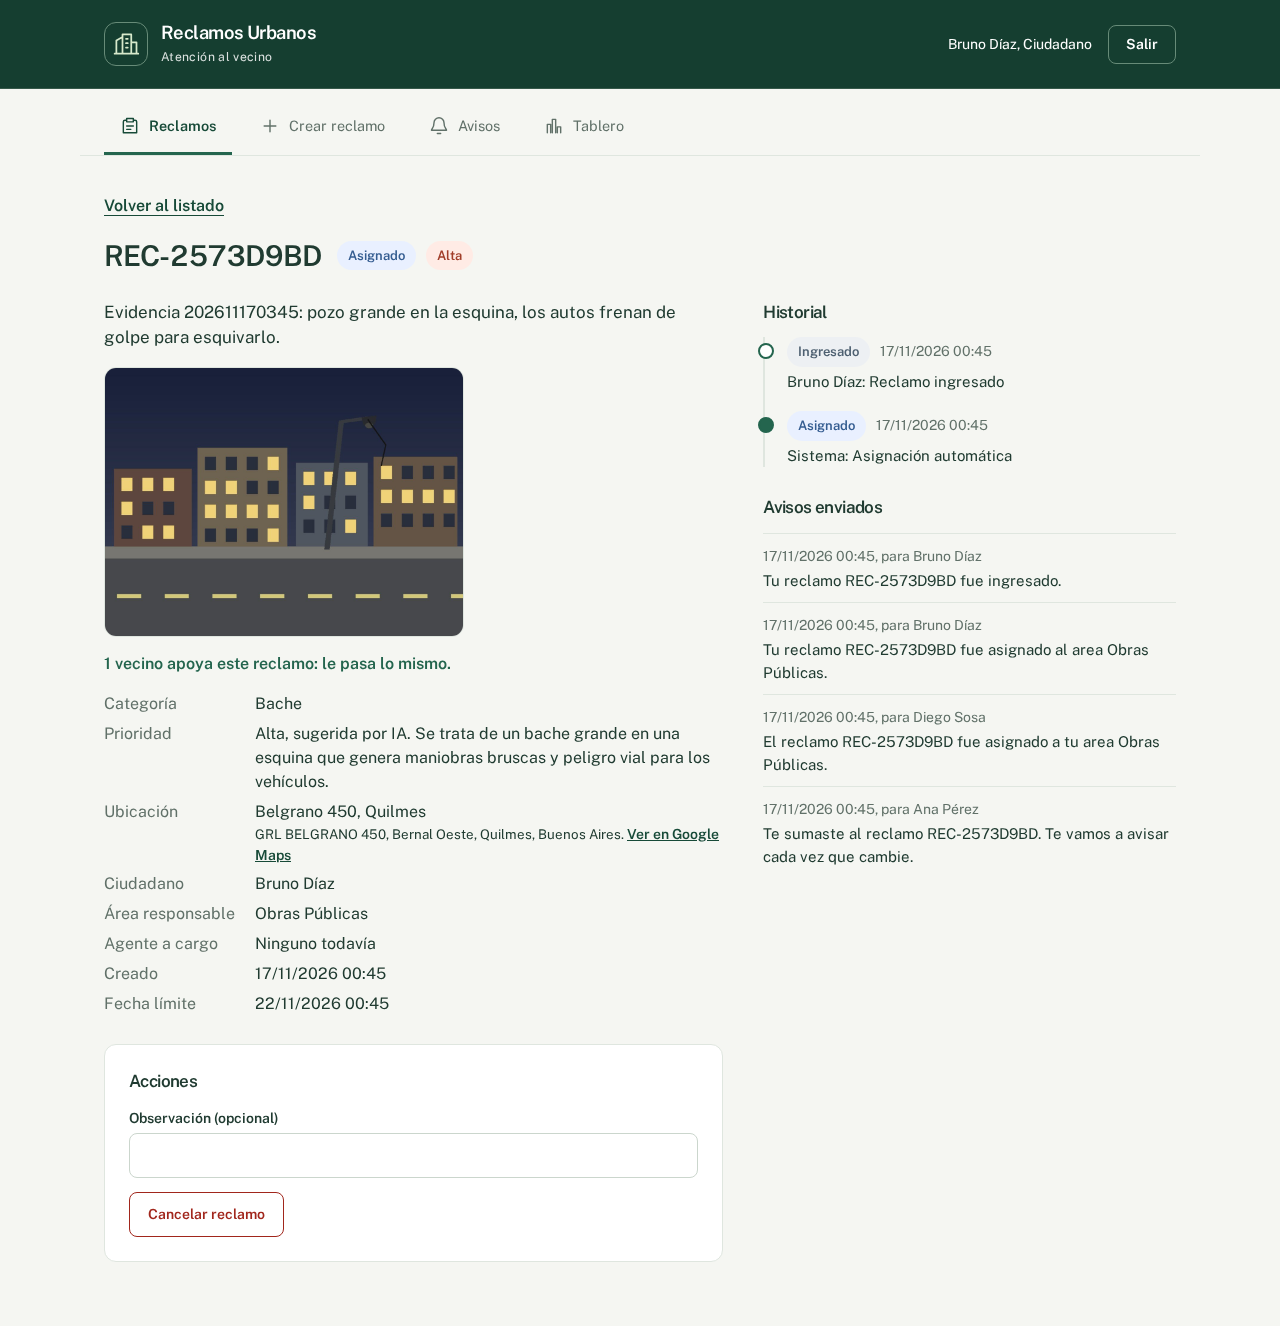 Reclamos Urbanos
Atención al vecino
Bruno Díaz, Ciudadano
Salir
Reclamos
Crear reclamo
Avisos
Tablero
Volver al listado
REC-2573D9BD
Asignado
Alta
Evidencia 202611170345: pozo grande en la esquina, los autos frenan de
golpe para esquivarlo.
1 vecino apoya este reclamo: le pasa lo mismo.
Categoría
Bache
Prioridad
Alta, sugerida por IA. Se trata de un bache grande en una
esquina que genera maniobras bruscas y peligro vial para los
vehículos.
Ubicación
Belgrano 450, Quilmes
GRL BELGRANO 450, Bernal Oeste, Quilmes, Buenos Aires. Ver en Google
Maps
Ciudadano
Bruno Díaz
Área responsable
Obras Públicas
Agente a cargo
Ninguno todavía
Creado
17/11/2026 00:45
Fecha límite
22/11/2026 00:45
Acciones
Observación (opcional)
Cancelar reclamo
Historial
Ingresado
17/11/2026 00:45
Bruno Díaz: Reclamo ingresado
Asignado
17/11/2026 00:45
Sistema: Asignación automática
Avisos enviados
17/11/2026 00:45, para Bruno Díaz
Tu reclamo REC-2573D9BD fue ingresado.
17/11/2026 00:45, para Bruno Díaz
Tu reclamo REC-2573D9BD fue asignado al area Obras
Públicas.
17/11/2026 00:45, para Diego Sosa
El reclamo REC-2573D9BD fue asignado a tu area Obras
Públicas.
17/11/2026 00:45, para Ana Pérez
Te sumaste al reclamo REC-2573D9BD. Te vamos a avisar
cada vez que cambie.